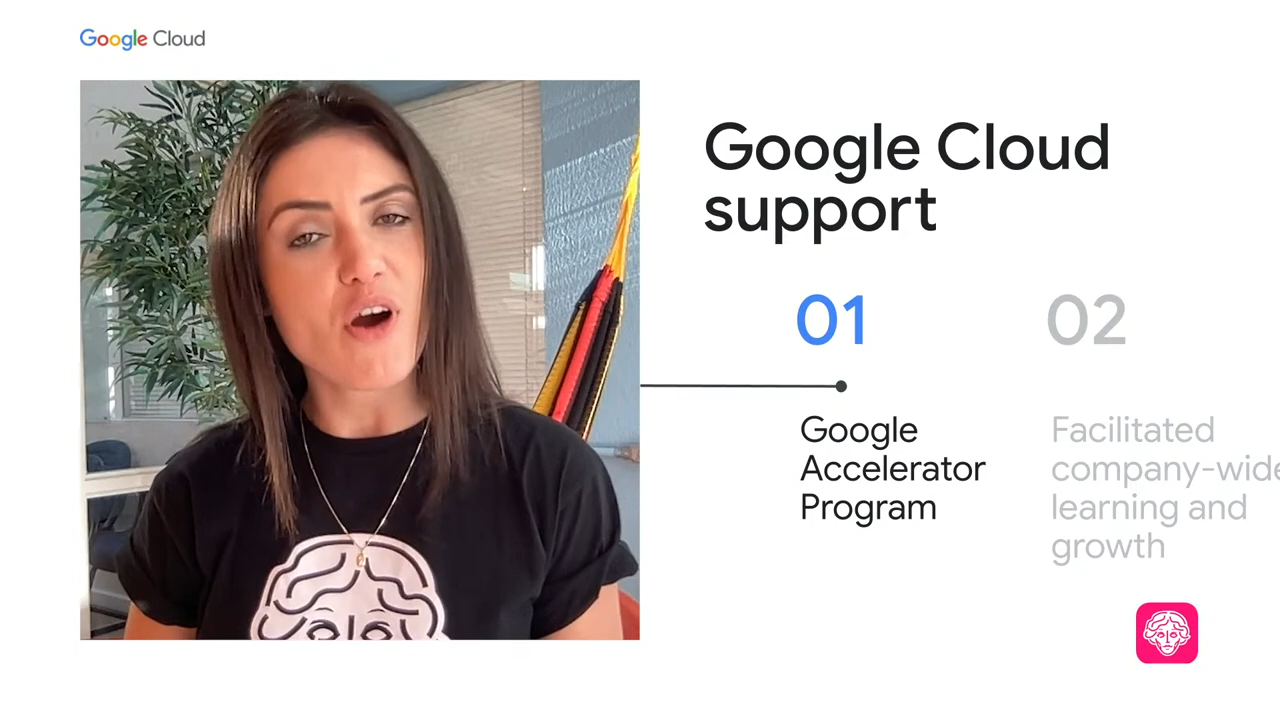 Google Cloud
Google Cloud
support
01
02
Google
Accelerator
Program
Facilitated
company-wide
learning and
growth